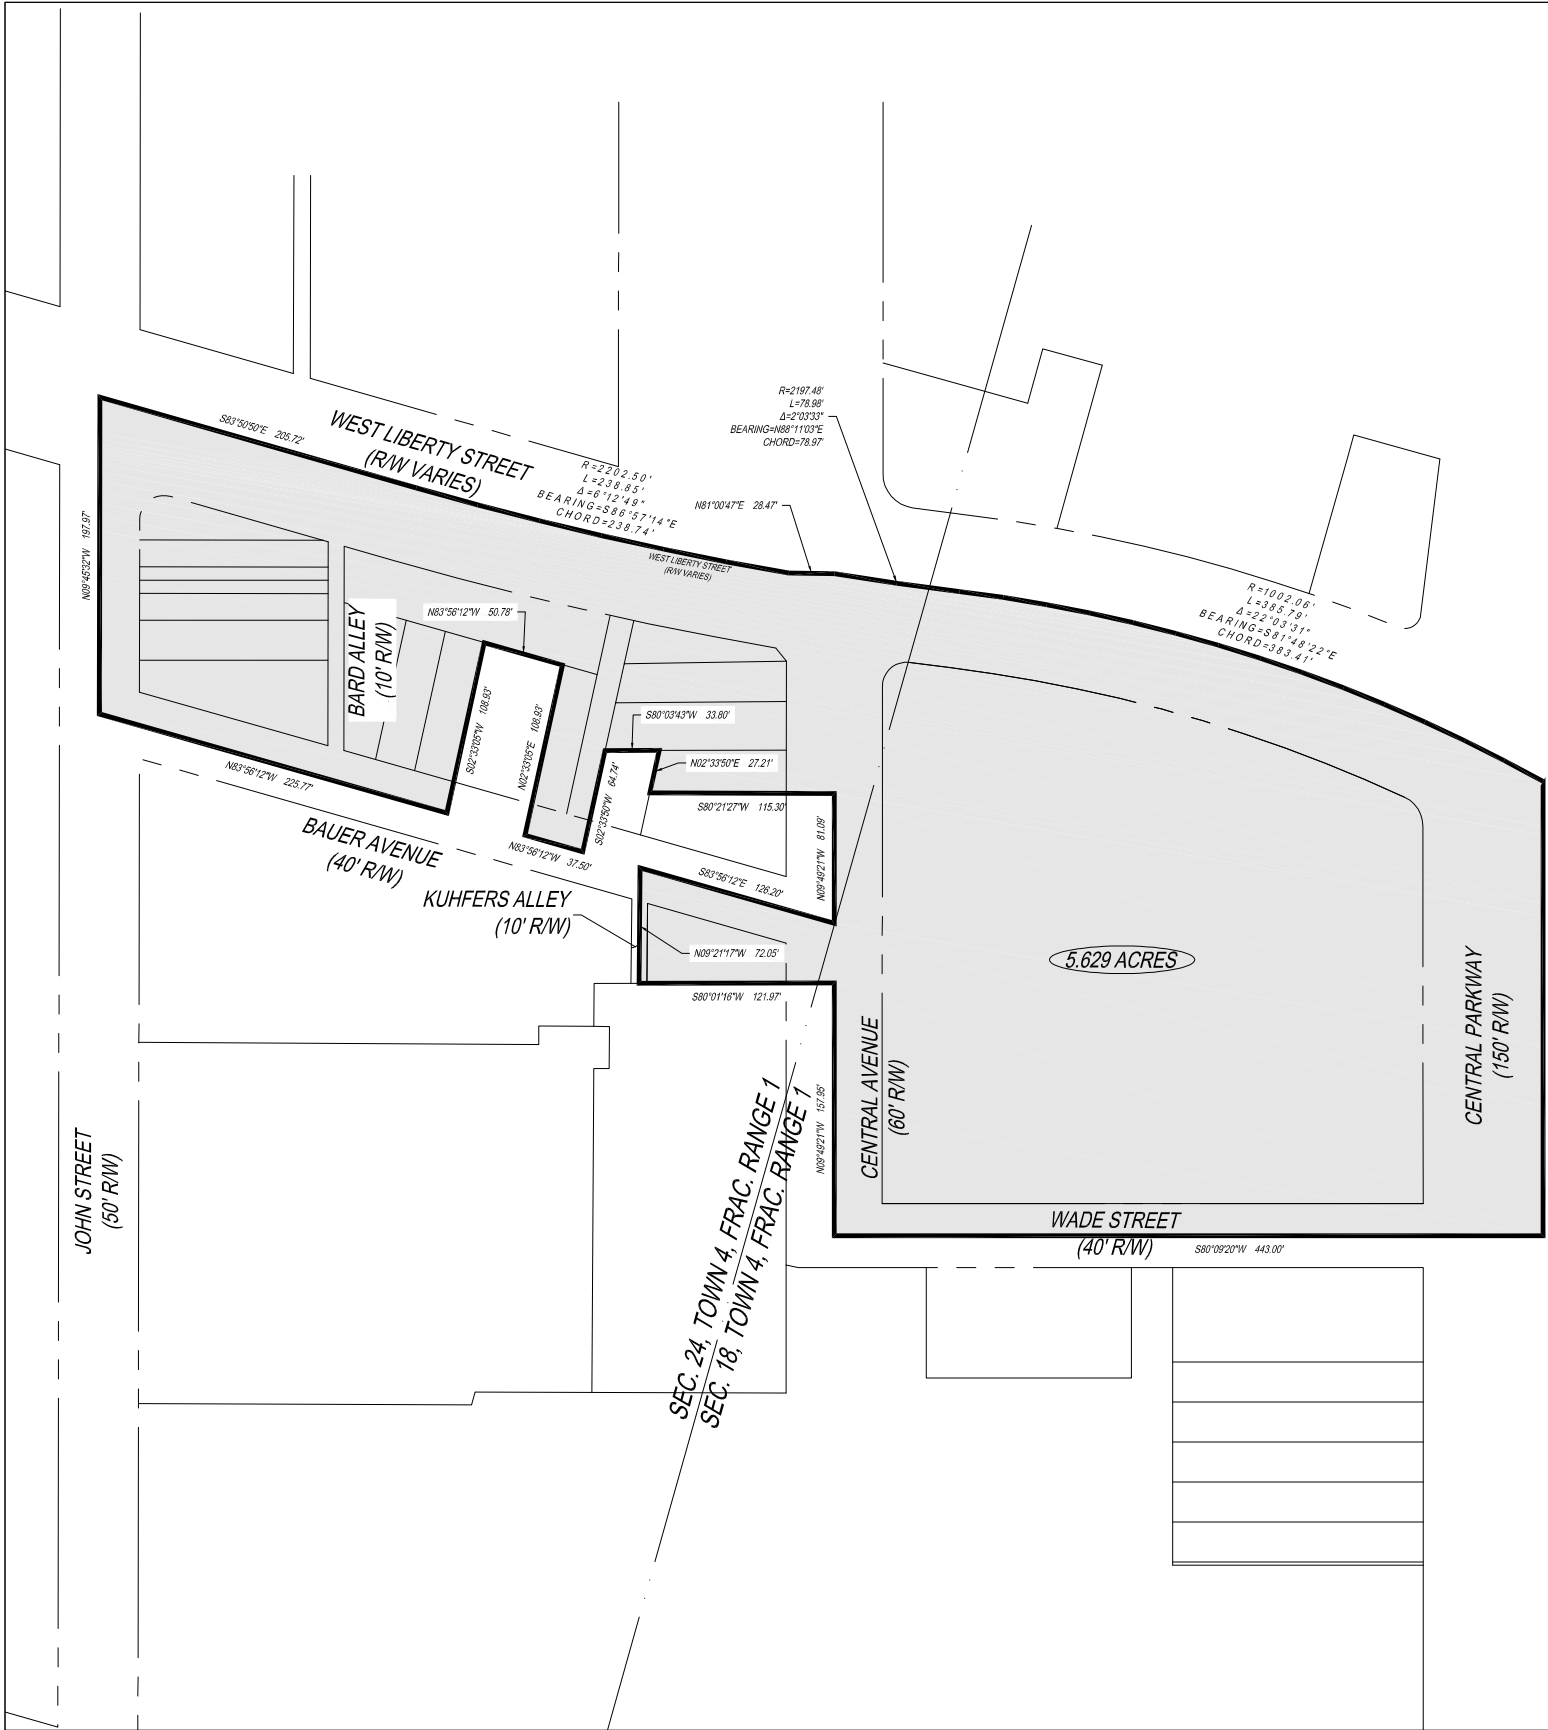 R=2197.48'
L=78.98'
Δ=2°03'33"
BEARING=N88°11'03"E
CHORD=78.97'
S83°50'50"E 205.72'
WEST LIBERTY STREET
(R/W VARIES)
R=2202.50'
L=238.85'
Δ=6°12'49"
BEARING=S86°57'14"E
CHORD=238.74'
N81°00'47"E 28.47'
WEST LIBERTY STREET
(R/W VARIES)
N09°45'32"W 197.97'
R=1002.06'
L=385.79'
Δ=22°03'31"
BEARING=S81°48'22"E
CHORD=383.41'
BARD ALLEY
(10' R/W)
N83°56'12"W 50.78'
S02°33'05"W 108.93'
N02°33'05"E 108.93'
S80°03'43"W 33.80'
N02°33'50"E 27.21'
S02°33'50"W 64.74'
S80°21'27"W 115.30'
N09°49'21"W 81.09'
N83°56'12"W 225.77'
BAUER AVENUE
(40' R/W)
N83°56'12"W 37.50'
S83°56'12"E 126.20'
KUHFERS ALLEY
(10' R/W)
N09°21'17"W 72.05'
S80°01'16"W 121.97'
5.629 ACRES
CENTRAL PARKWAY
(150' R/W)
CENTRAL AVENUE
(60' R/W)
N09°49'21"W 157.95'
JOHN STREET
(50' R/W)
SEC. 24, TOWN 4, FRAC. RANGE 1
SEC. 18, TOWN 4, FRAC. RANGE 1
WADE STREET
(40' R/W)
S80°09'20"W 443.00'